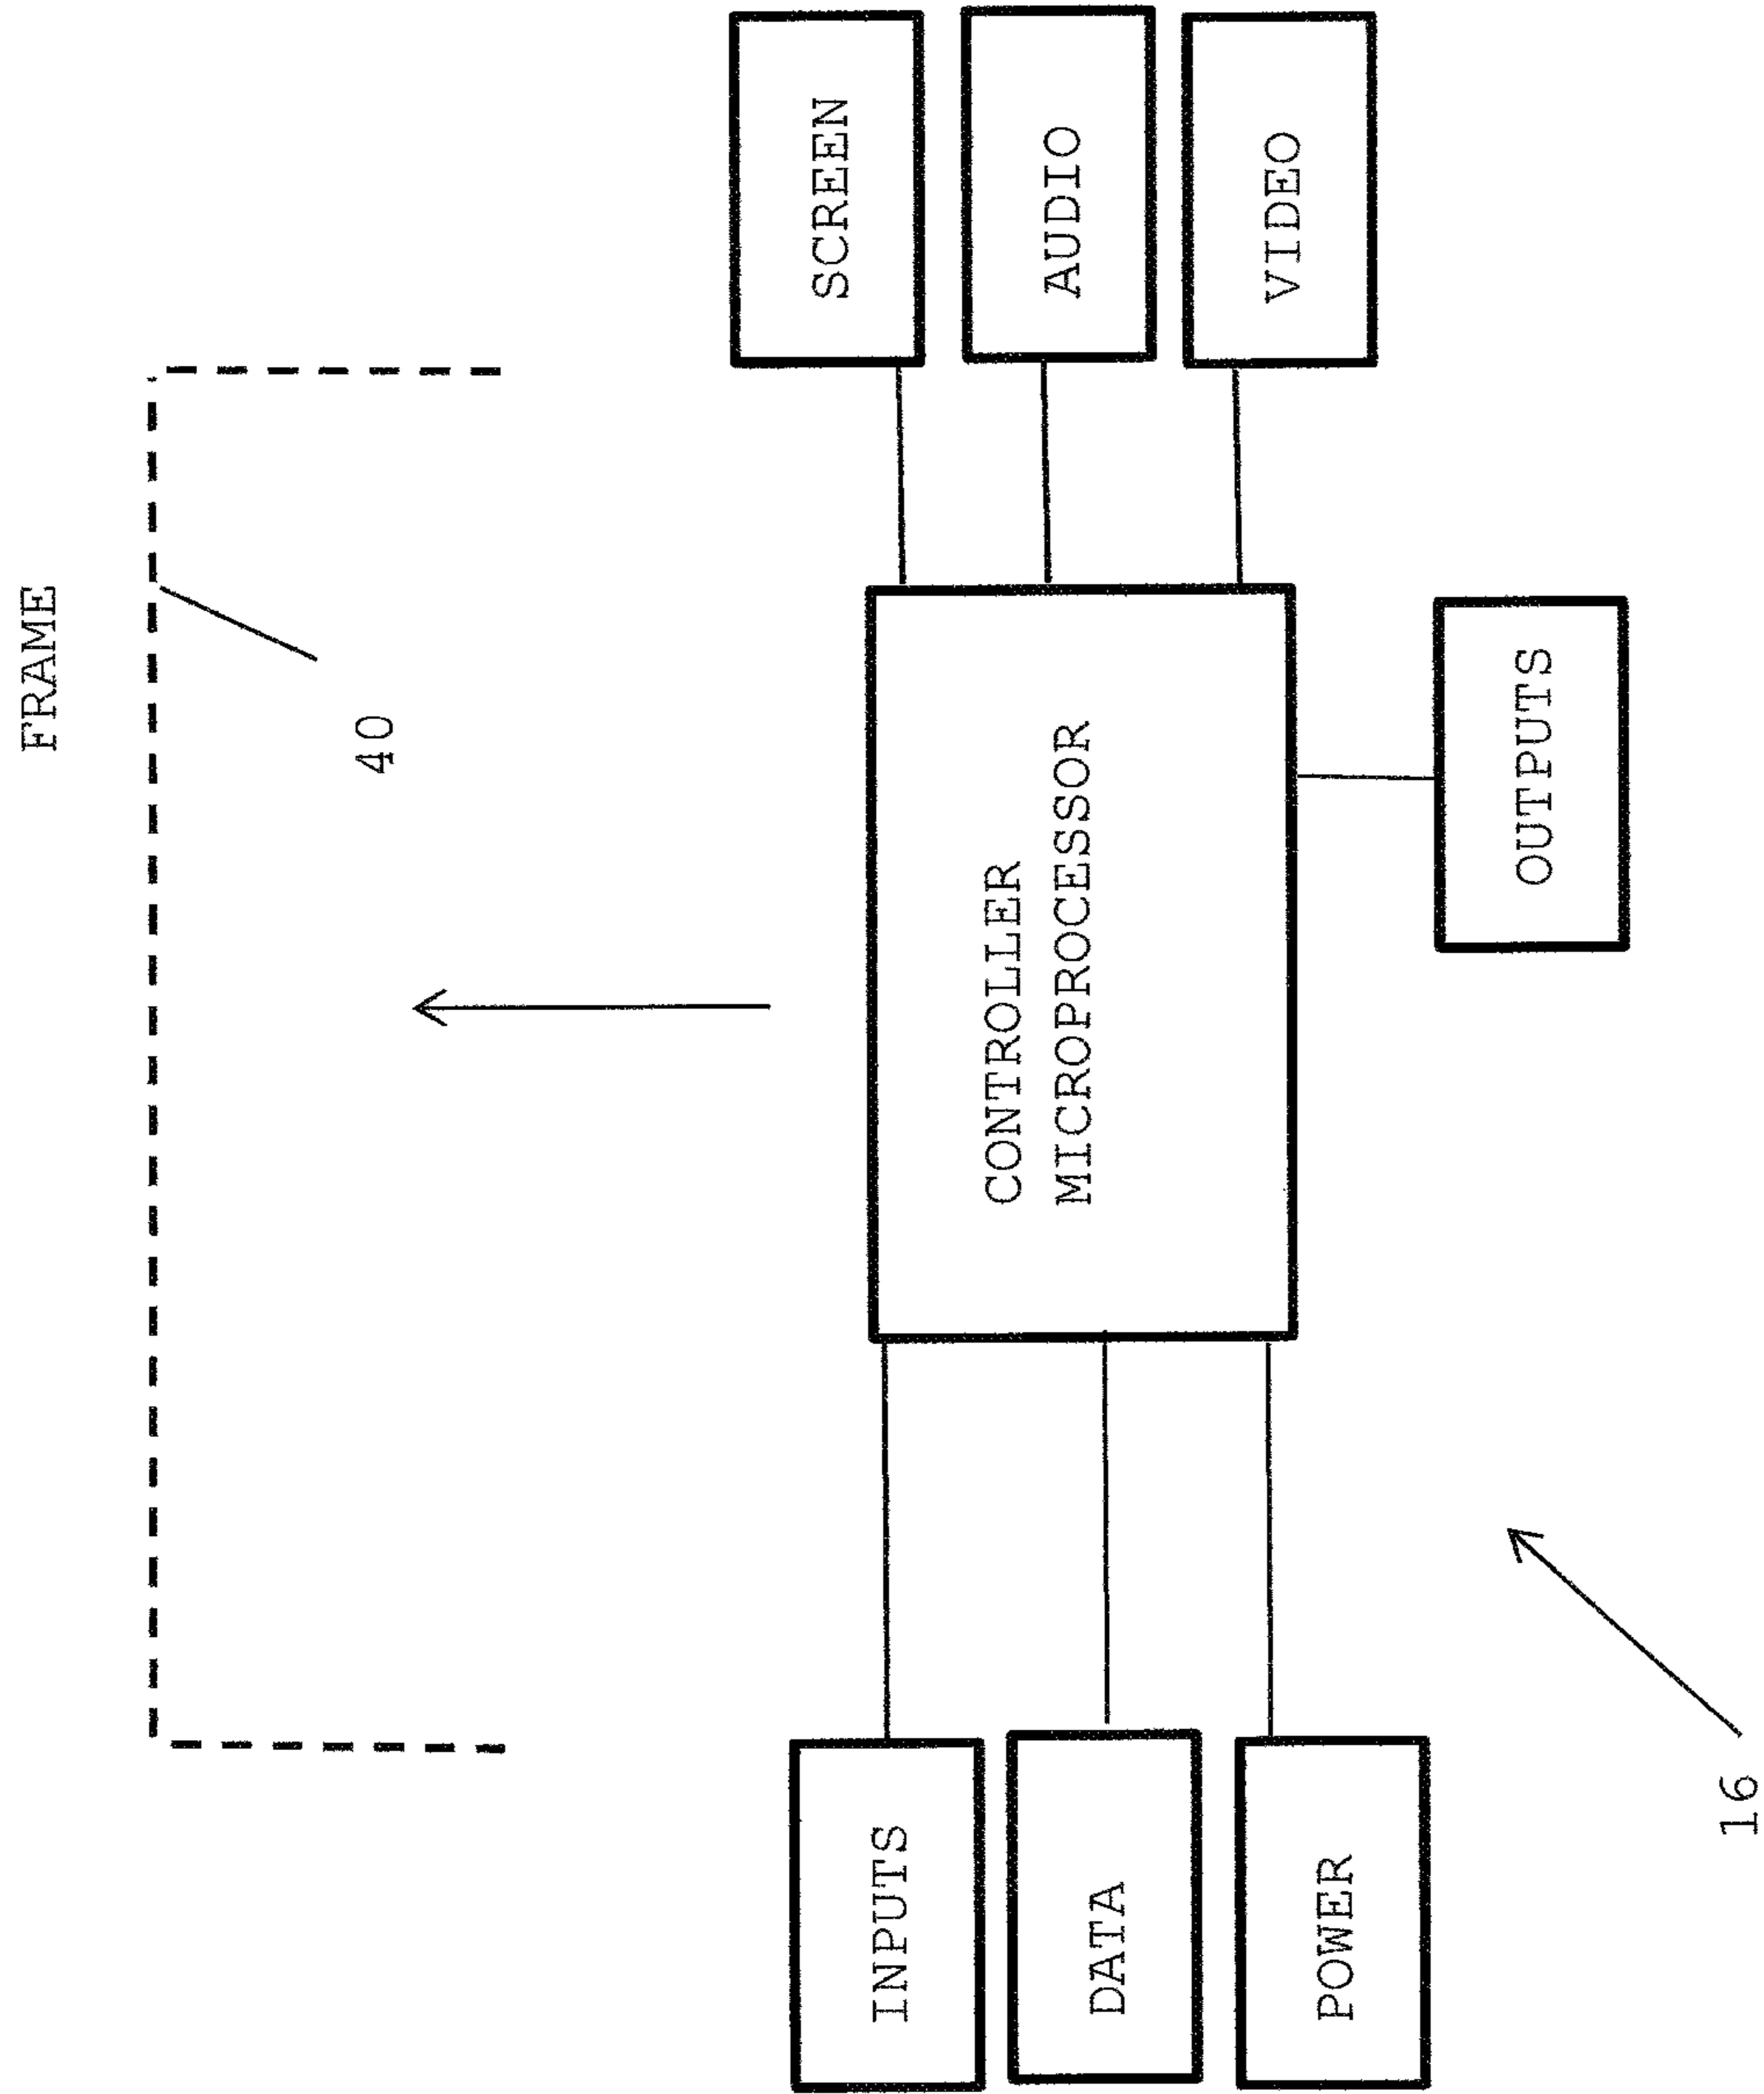 FRAME
40
INPUTS
DATA
POWER
CONTROLLER
MICROPROCESSOR
SCREEN
AUDIO
VIDEO
OUTPUTS
16